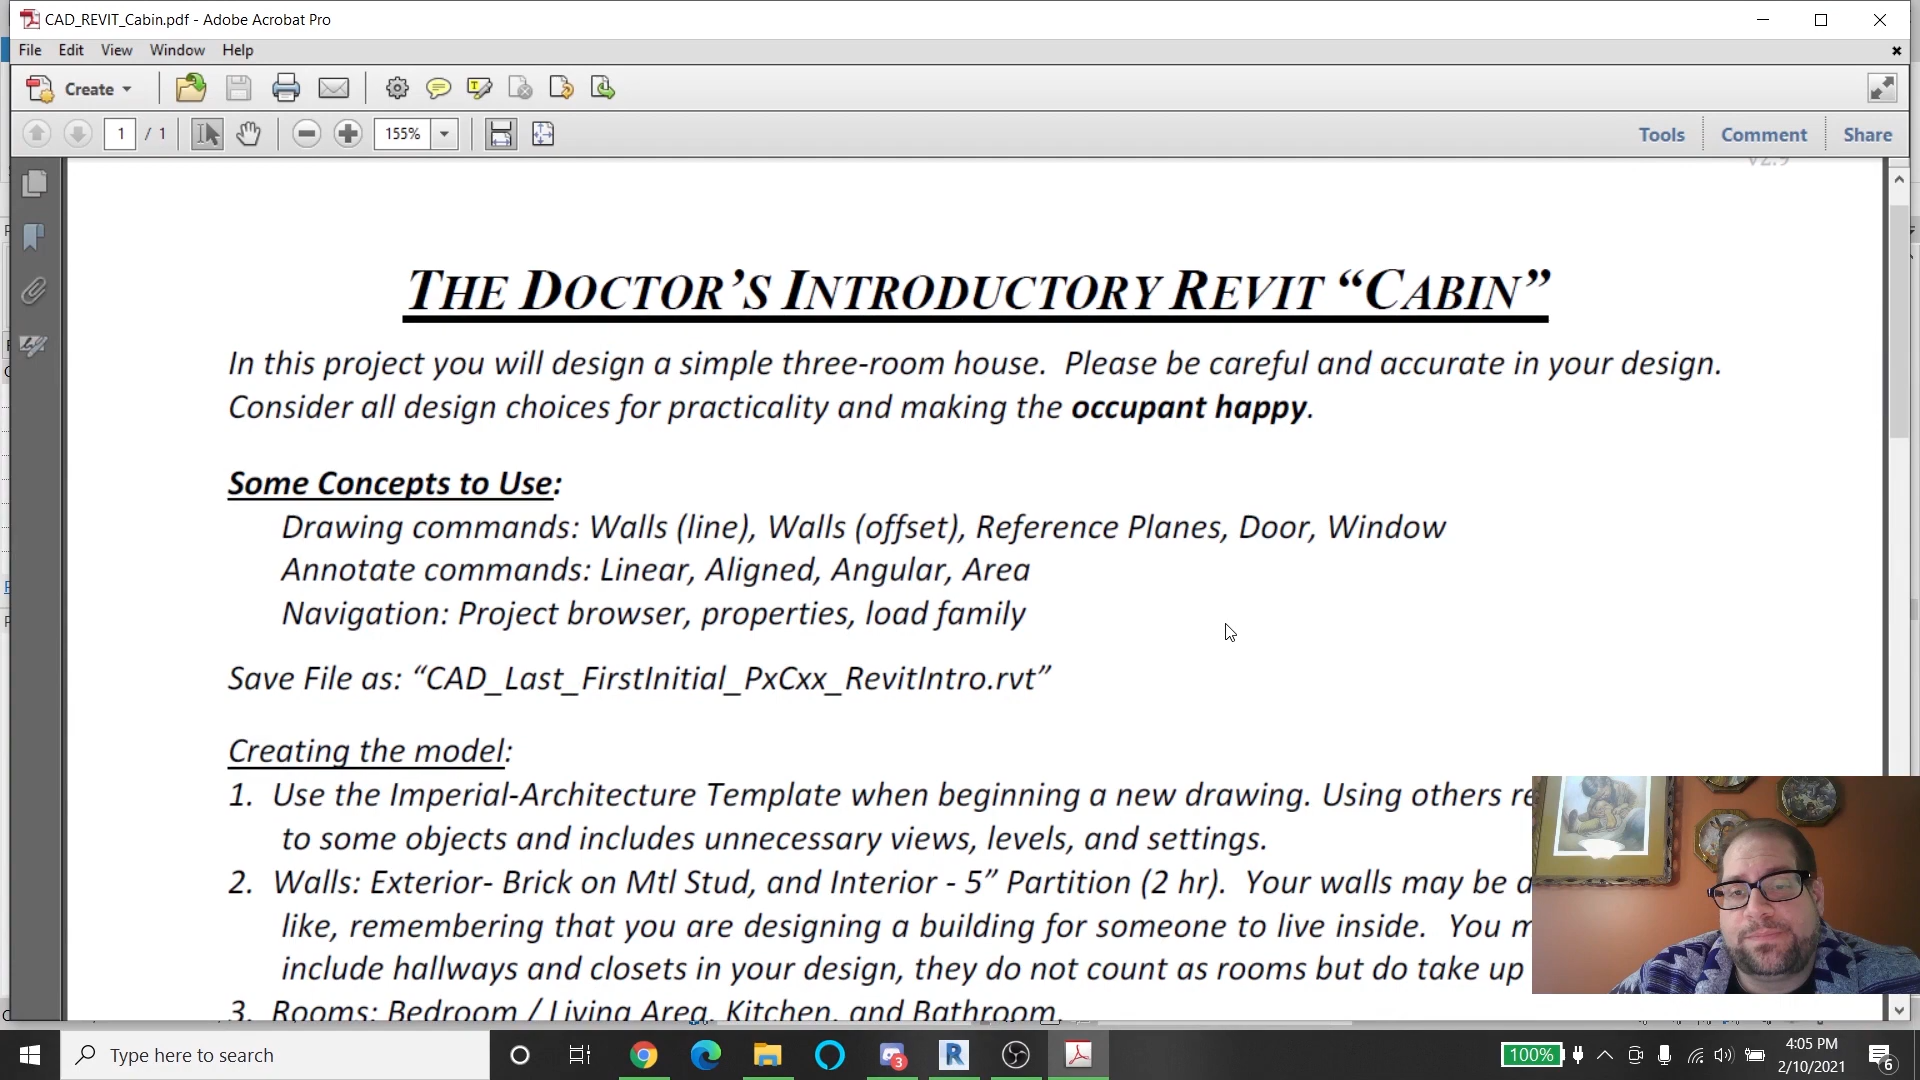 CAD_REVIT_Cabin.pdf - Adobe Acrobat Pro
File Edit View Window Help
Create
1 / 1 155% Tools Comment Share
v2.9
THE DOCTOR’S INTRODUCTORY REVIT “CABIN”
In this project you will design a simple three-room house. Please be careful and accurate in your design.
Consider all design choices for practicality and making the occupant happy.
Some Concepts to Use:
Drawing commands: Walls (line), Walls (offset), Reference Planes, Door, Window
Annotate commands: Linear, Aligned, Angular, Area
Navigation: Project browser, properties, load family
Save File as: “CAD_Last_FirstInitial_PxCxx_RevitIntro.rvt”
Creating the model:
1. Use the Imperial-Architecture Template when beginning a new drawing. Using others re
to some objects and includes unnecessary views, levels, and settings.
2. Walls: Exterior- Brick on Mtl Stud, and Interior - 5” Partition (2 hr). Your walls may be a
like, remembering that you are designing a building for someone to live inside. You m
include hallways and closets in your design, they do not count as rooms but do take up
3. Rooms: Bedroom / Living Area, Kitchen, and Bathroom.
Type here to search
3
R
100%
4:05 PM
2/10/2021
6